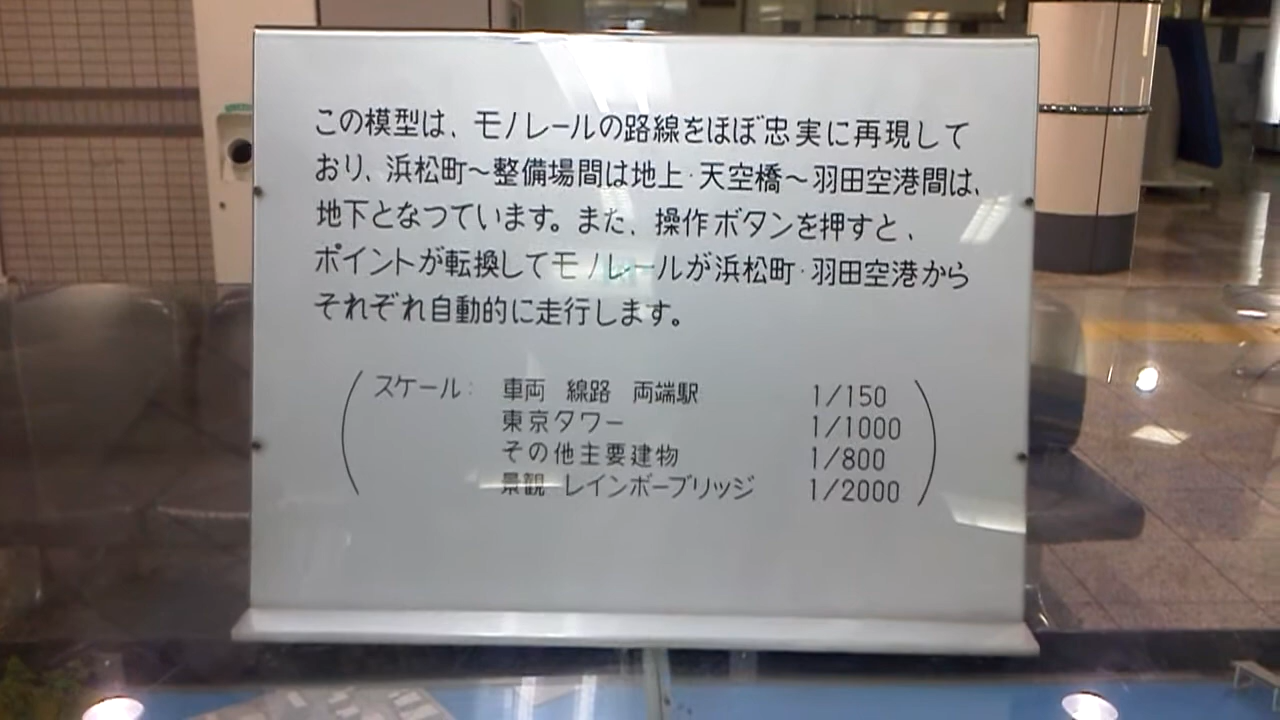 この模型は、モノレールの路線をほぼ忠実に再現して
おり、浜松町～整備場間は地上・天空橋～羽田空港間は、
地下となつています。また、操作ボタンを押すと、
ポイントが転換してモノレールが浜松町・羽田空港から
それぞれ自動的に走行します。
(スケール: 車両 線路 両端駅 1/150
東京タワー 1/1000
その他主要建物 1/800
景観 レインボーブリッジ 1/2000)